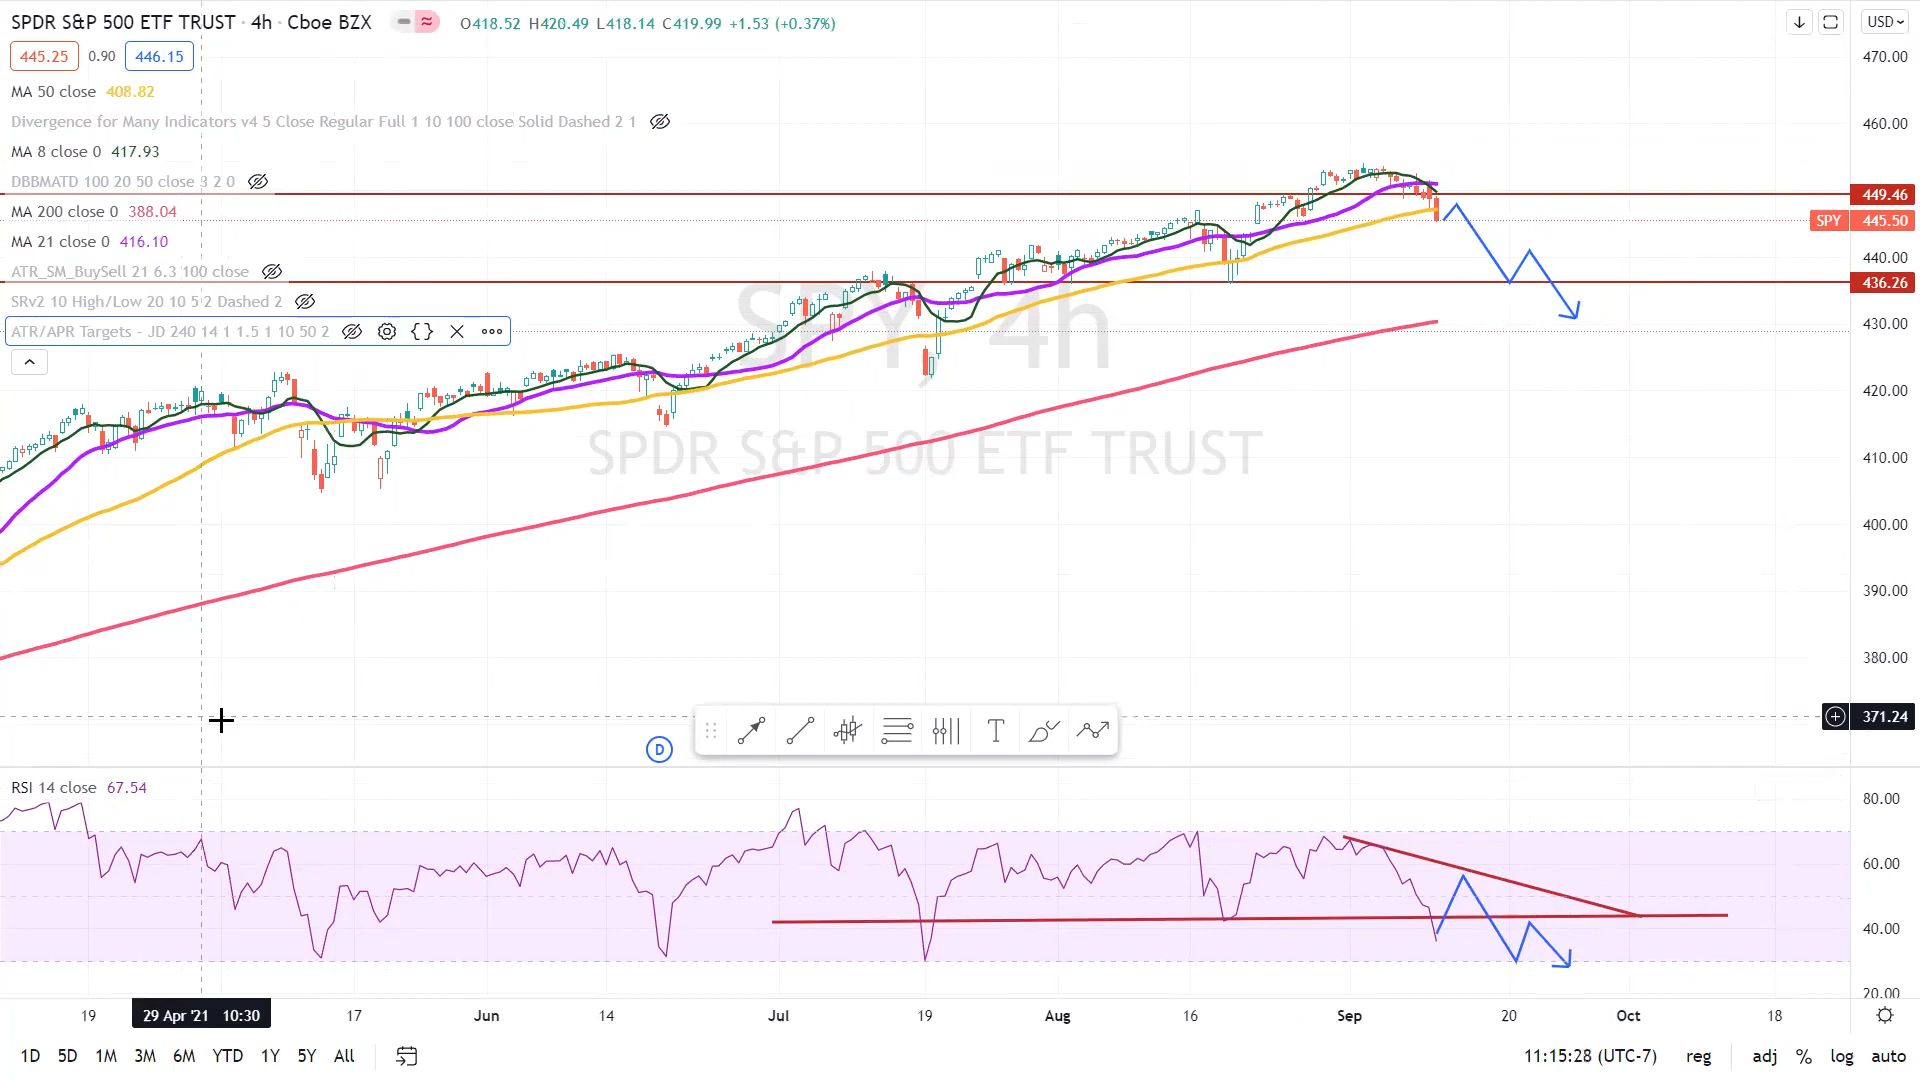 SPDR S&P 500 ETF TRUST · 4h · Cboe BZX O418.52 H420.49 L418.14 C419.99 +1.53 (+0.37%) USD
445.25 0.90 446.15
MA 50 close 408.82
Divergence for Many Indicators v4 5 Close Regular Full 1 10 100 close Solid Dashed 2 1
MA 8 close 0 417.93
DBBMATD 100 20 50 close 3 2 0
MA 200 close 0 388.04
MA 21 close 0 416.10
ATR_SM_BuySell 21 6.3 100 close
SRv2 10 High/Low 20 10 5 2 Dashed 2
ATR/APR Targets - JD 240 14 1 1.5 1 10 50 2
SPY, 4h
SPDR S&P 500 ETF TRUST
470.00
460.00
449.46
SPY 445.50
440.00
436.26
430.00
420.00
410.00
400.00
390.00
380.00
371.24
T
D
RSI 14 close 67.54
80.00
60.00
40.00
20.00
19 29 Apr '21 10:30 17 Jun 14 Jul 19 Aug 16 Sep 20 Oct 18
1D 5D 1M 3M 6M YTD 1Y 5Y All 11:15:28 (UTC-7) reg adj % log auto